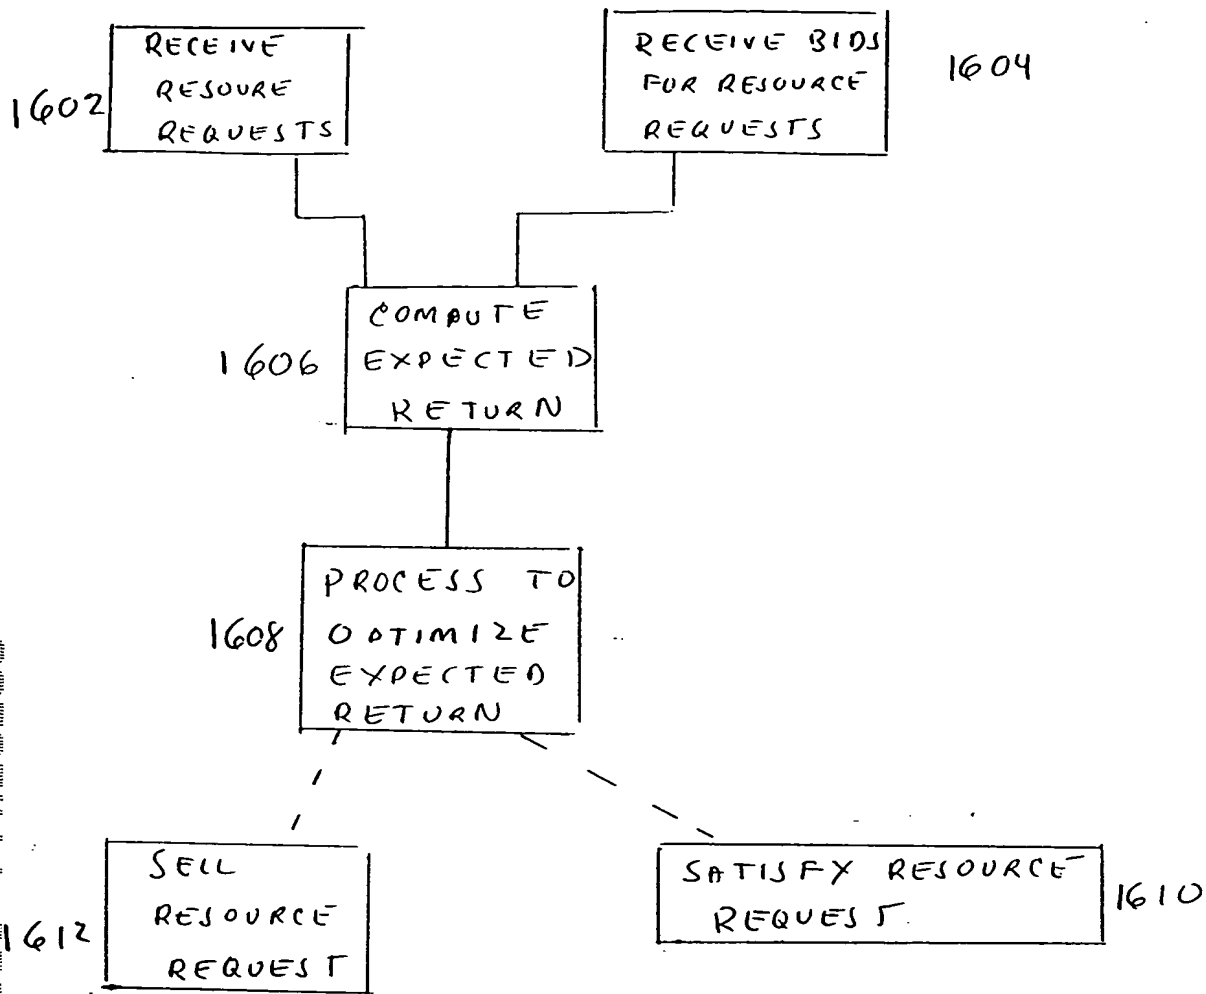 RECEIVE
RESOURE
REQUESTS
1602
RECEIVE BIDS
FOR RESOURCE
REQUESTS
1604
COMPUTE
EXPECTED
RETURN
1606
PROCESS TO
OPTIMIZE
EXPECTED
RETURN
1608
SELL
RESOURCE
REQUEST
1612
SATISFY RESOURCE
REQUEST.
1610